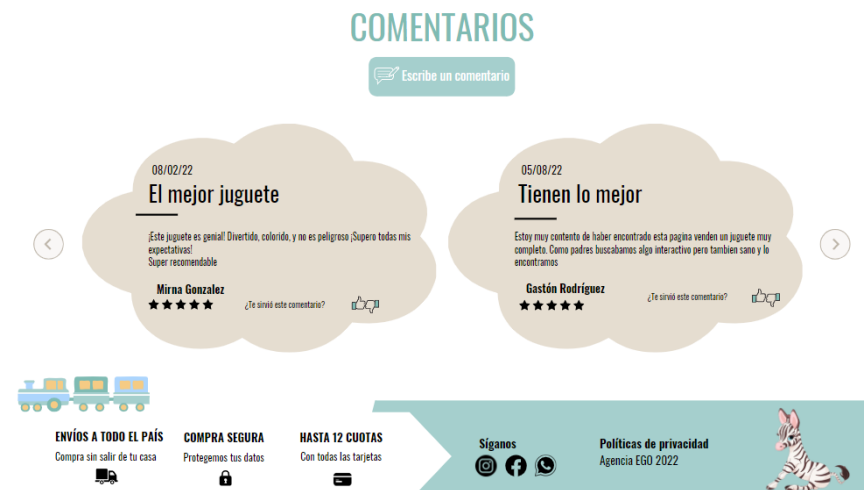 COMENTARIOS
Escribe un comentario
08/02/22
El mejor juguete
¡Este juguete es genial! Divertido, colorido, y no es peligroso ¡Supero todas mis
expectativas!
Super recomendable
Mirna Gonzalez
¿Te sirvió este comentario?
05/08/22
Tienen lo mejor
Estoy muy contento de haber encontrado esta pagina venden un juguete muy
completo. Como padres buscabamos algo interactivo pero tambien sano y lo
encontramos
Gastón Rodríguez
¿Te sirvió este comentario?
ENVÍOS A TODO EL PAÍS
Compra sin salir de tu casa
COMPRA SEGURA
Protegemos tus datos
HASTA 12 CUOTAS
Con todas las tarjetas
Síganos
Políticas de privacidad
Agencia EGO 2022